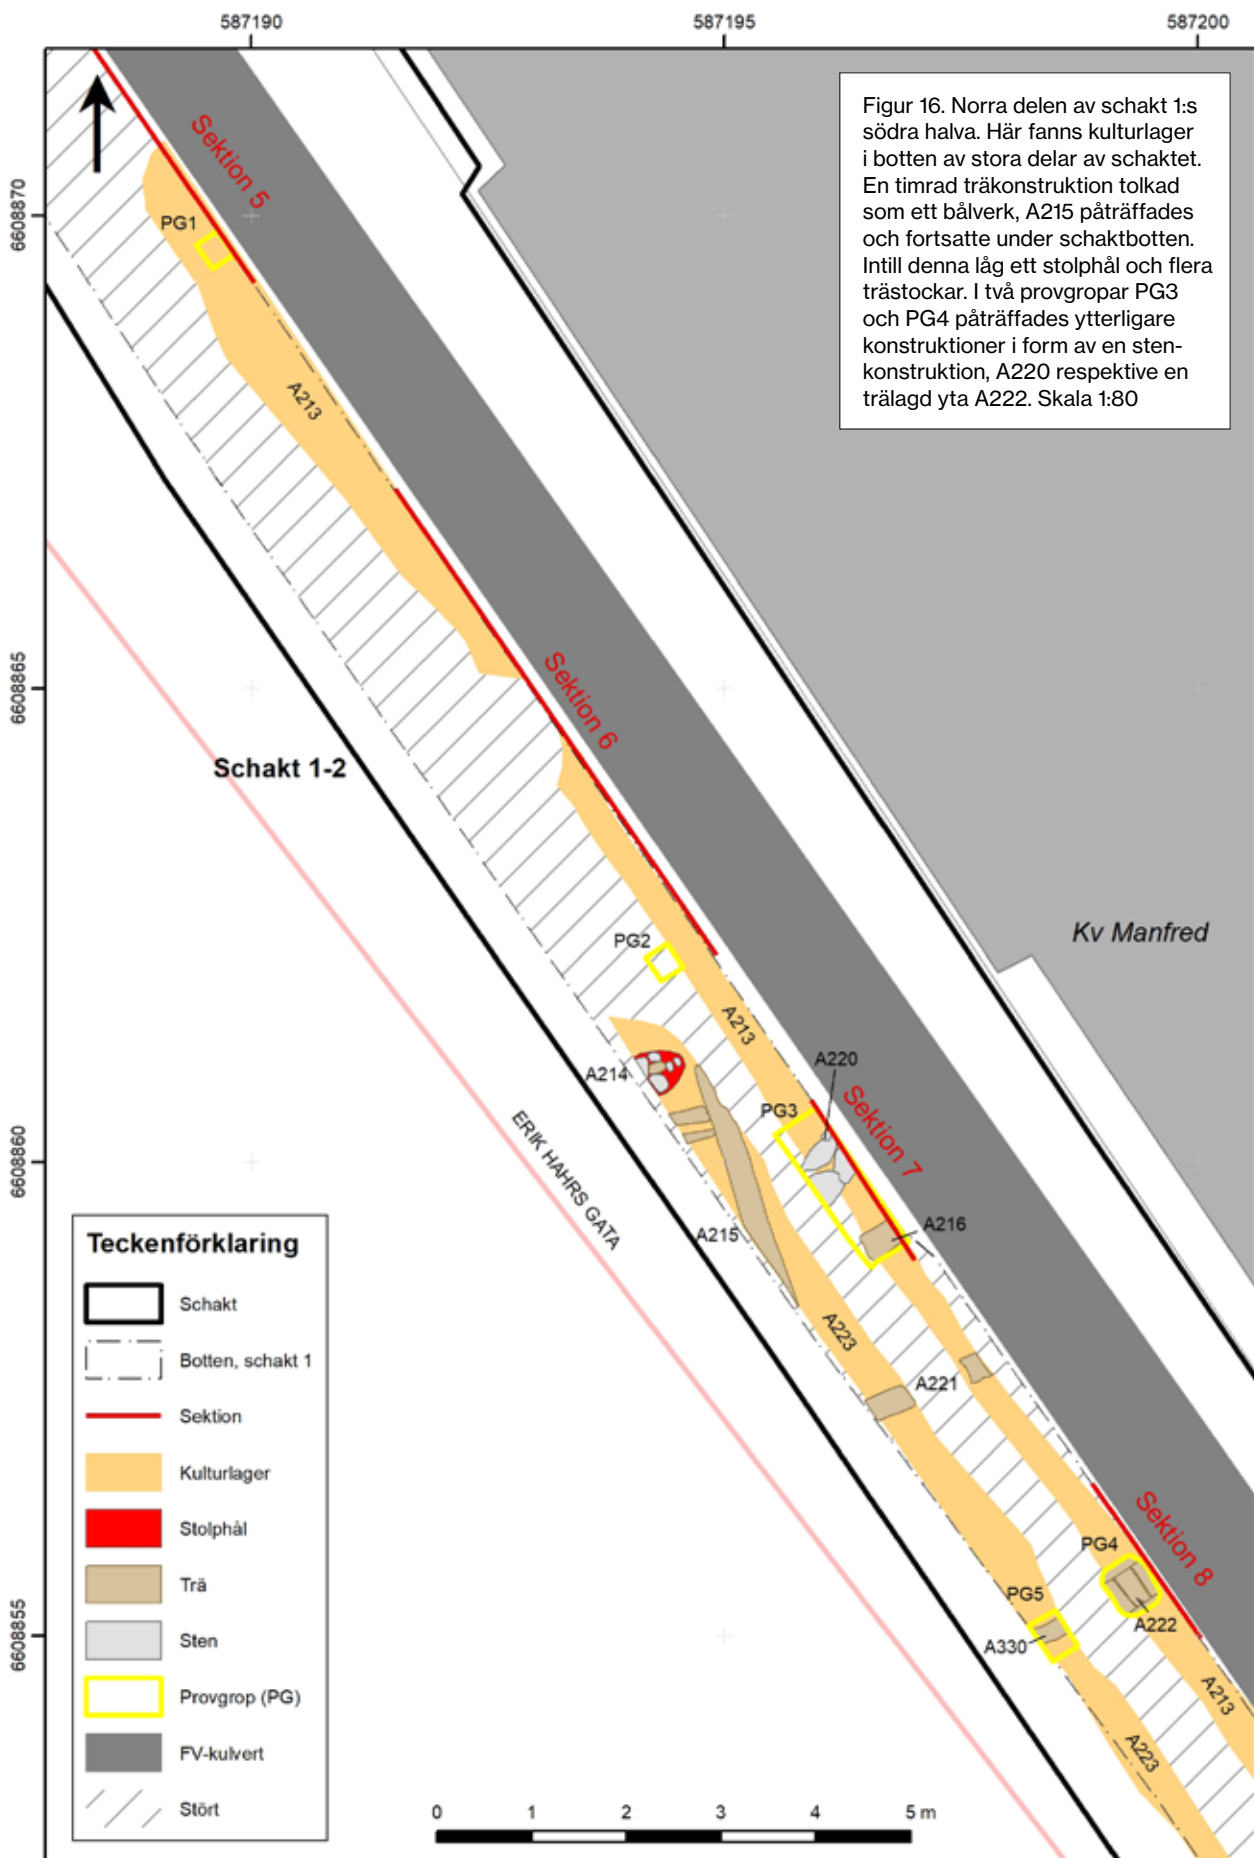 587190
587195
587200
Figur 16. Norra delen av schakt 1:s
södra halva. Här fanns kulturlager
i botten av stora delar av schaktet.
En timrad träkonstruktion tolkad
som ett bålverk, A215 påträffades
och fortsatte under schaktbotten.
Intill denna låg ett stolphål och flera
trästockar. I två provgropar PG3
och PG4 påträffades ytterligare
konstruktioner i form av en sten-
konstruktion, A220 respektive en
trälagd yta A222. Skala 1:80
Sektion 5
6608870
PG1
A213
6608865
Sektion 6
Schakt 1-2
Kv Manfred
PG2
A213
A220
A214
PG3
Sektion 7
ERIK HAHRS GATA
6608860
A216
A215
A223
A221
Sektion 8
PG4
PG5
A222
A330
6608855
A213
A223
Teckenförklaring
Schakt
Botten, schakt 1
Sektion
Kulturlager
Stolphål
Trä
Sten
Provgrop (PG)
FV-kulvert
Stört
0 1 2 3 4 5 m